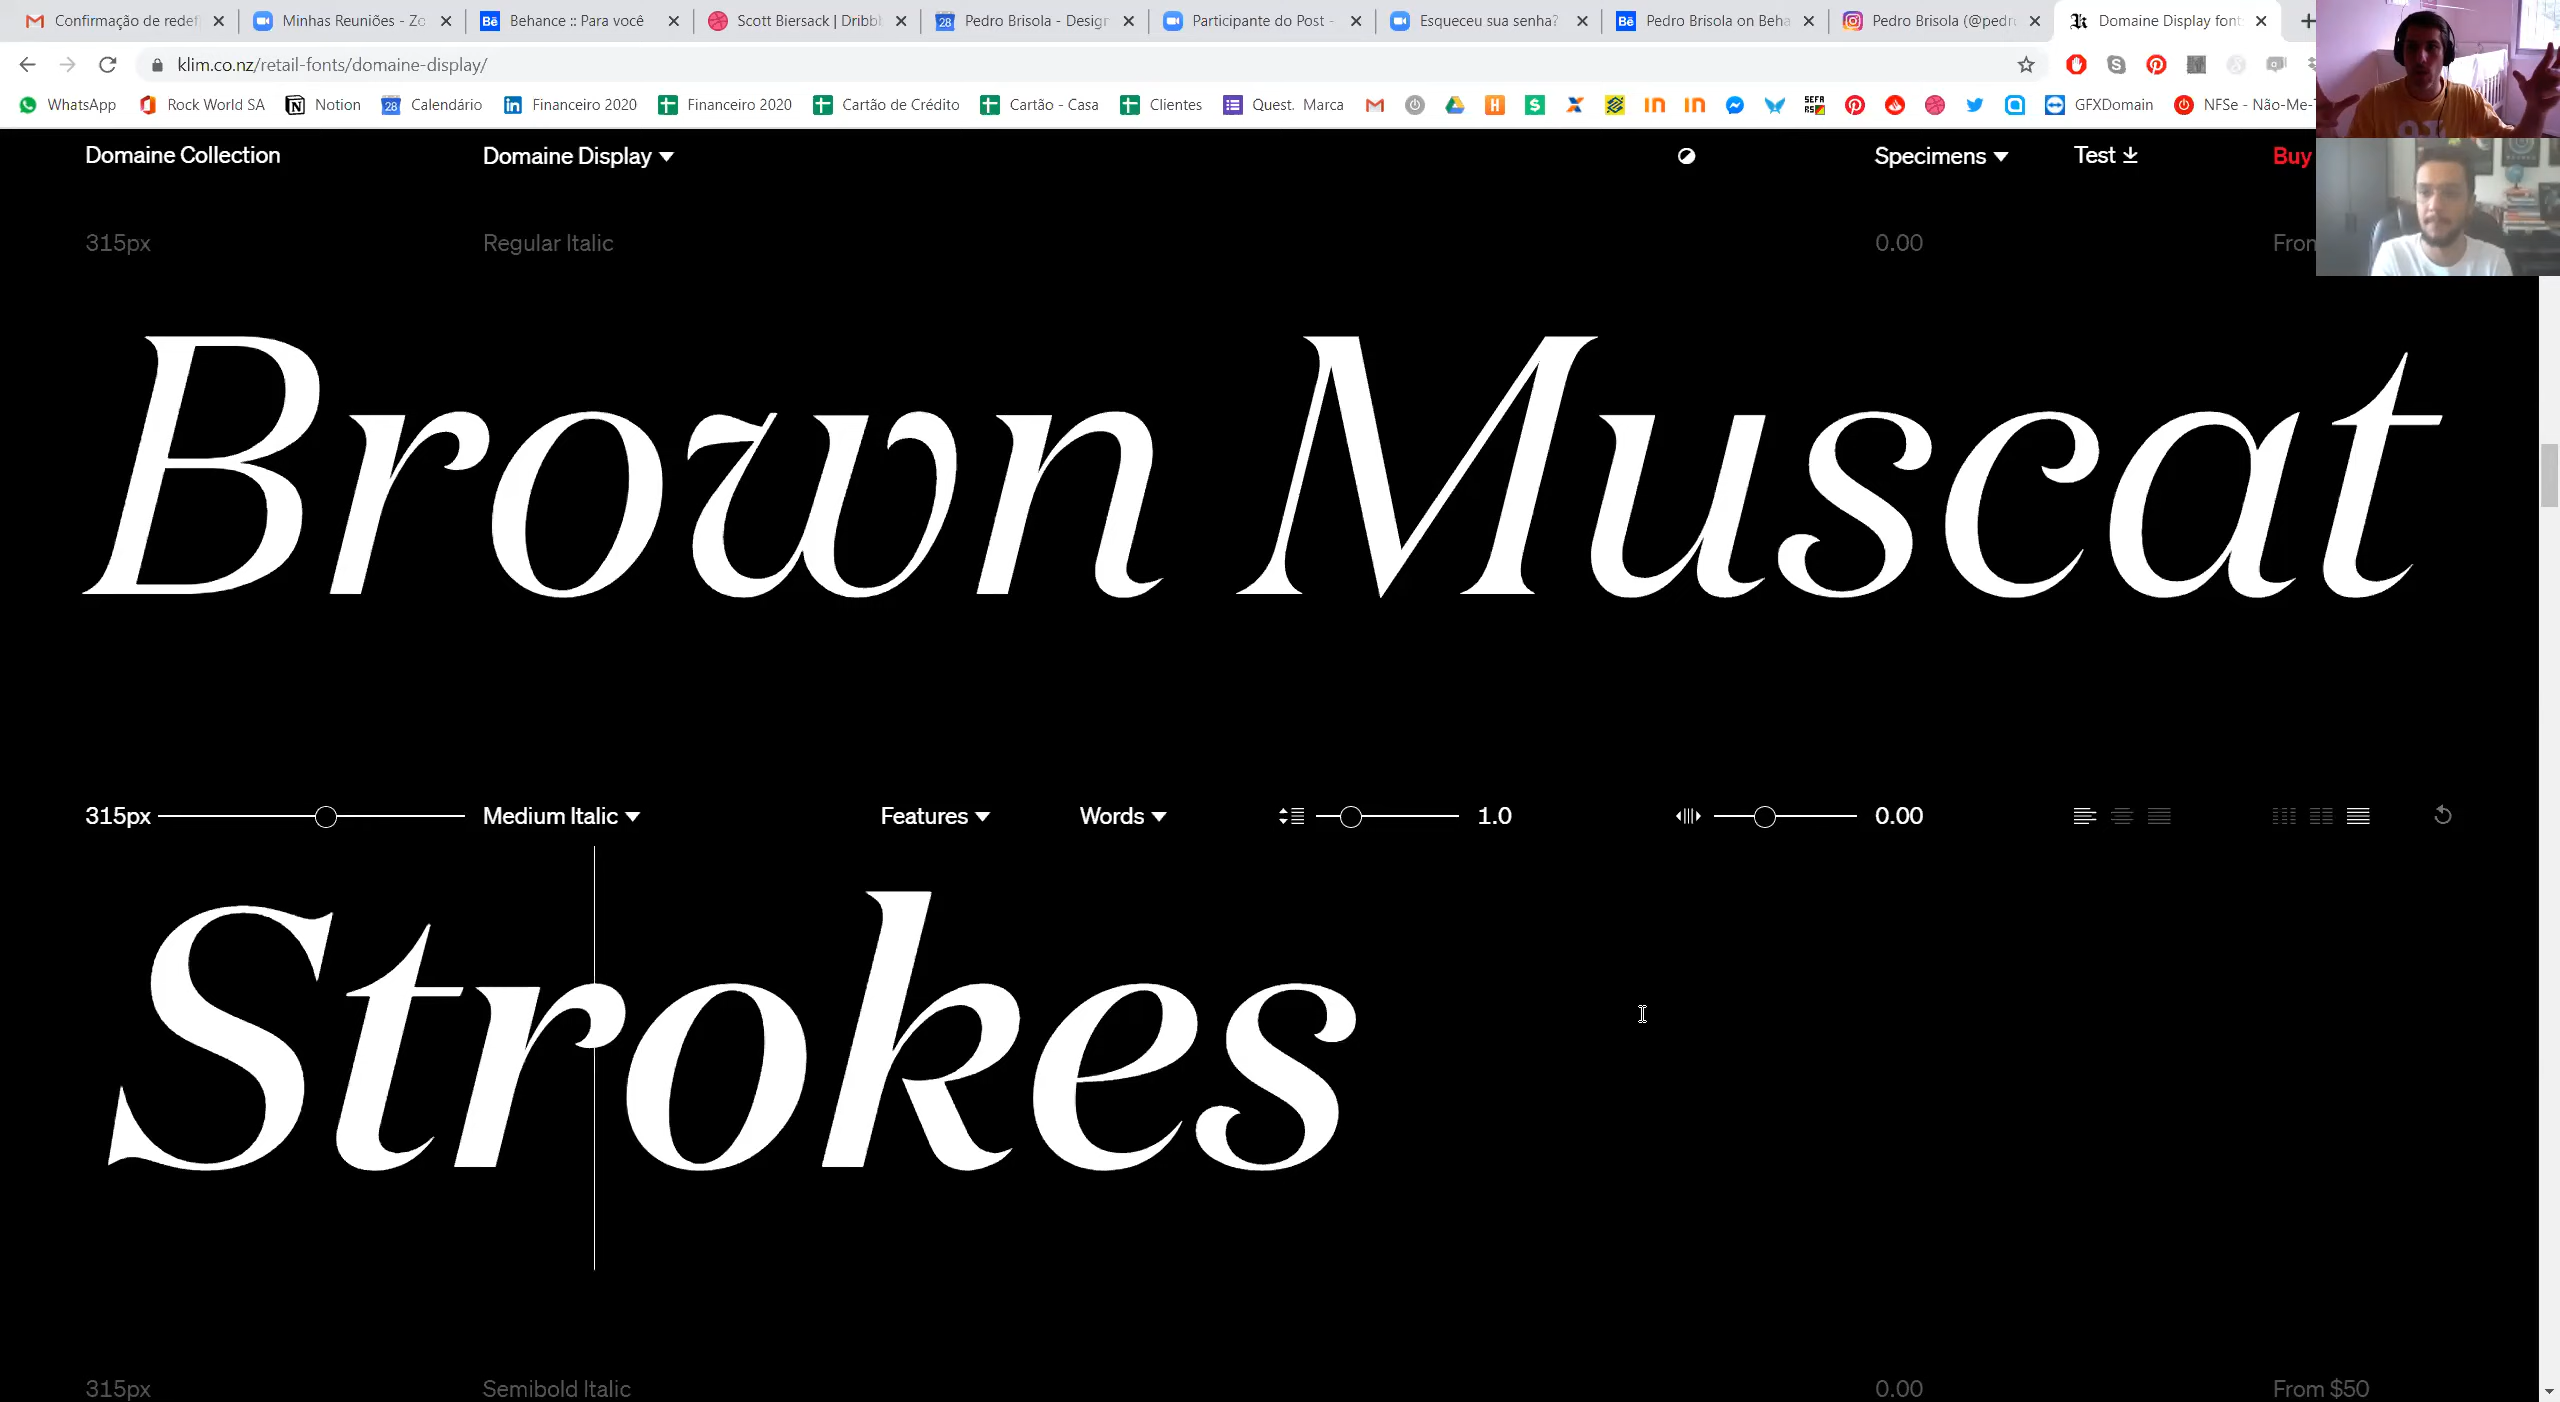 Confirmação de redef
Minhas Reuniões - Zo
Behance :: Para você
Scott Biersack | Dribbl
Pedro Brisola - Design
Participante do Post -
Esqueceu sua senha?
Pedro Brisola on Beha
Pedro Brisola (@pedr
Domaine Display font
klim.co.nz/retail-fonts/domaine-display/
WhatsApp Rock World SA Notion Calendário Financeiro 2020 Financeiro 2020 Cartão de Crédito Cartão - Casa Clientes Quest. Marca GFXDomain NFSe - Não-Me-T
Domaine Collection Domaine Display Specimens Test Buy
315px Regular Italic 0.00 From
Brown Muscat
315px Medium Italic Features Words 1.0 0.00
Strokes
315px Semibold Italic 0.00 From $50